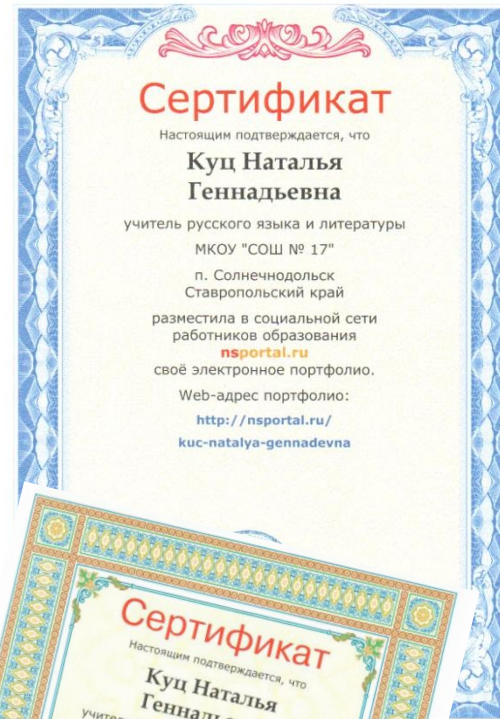 Сертификат
Настоящим подтверждается, что
Куц Наталья
Геннадьевна
учитель русского языка и литературы
МКОУ "СОШ № 17"
п. Солнечнодольск
Ставропольский край
разместила в социальной сети
работников образования
nsportal.ru
своё электронное портфолио.
Web-адрес портфолио:
http://nsportal.ru/
kuc-natalya-gennadevna
Сертификат
Настоящим подтверждается, что
Куц Наталья